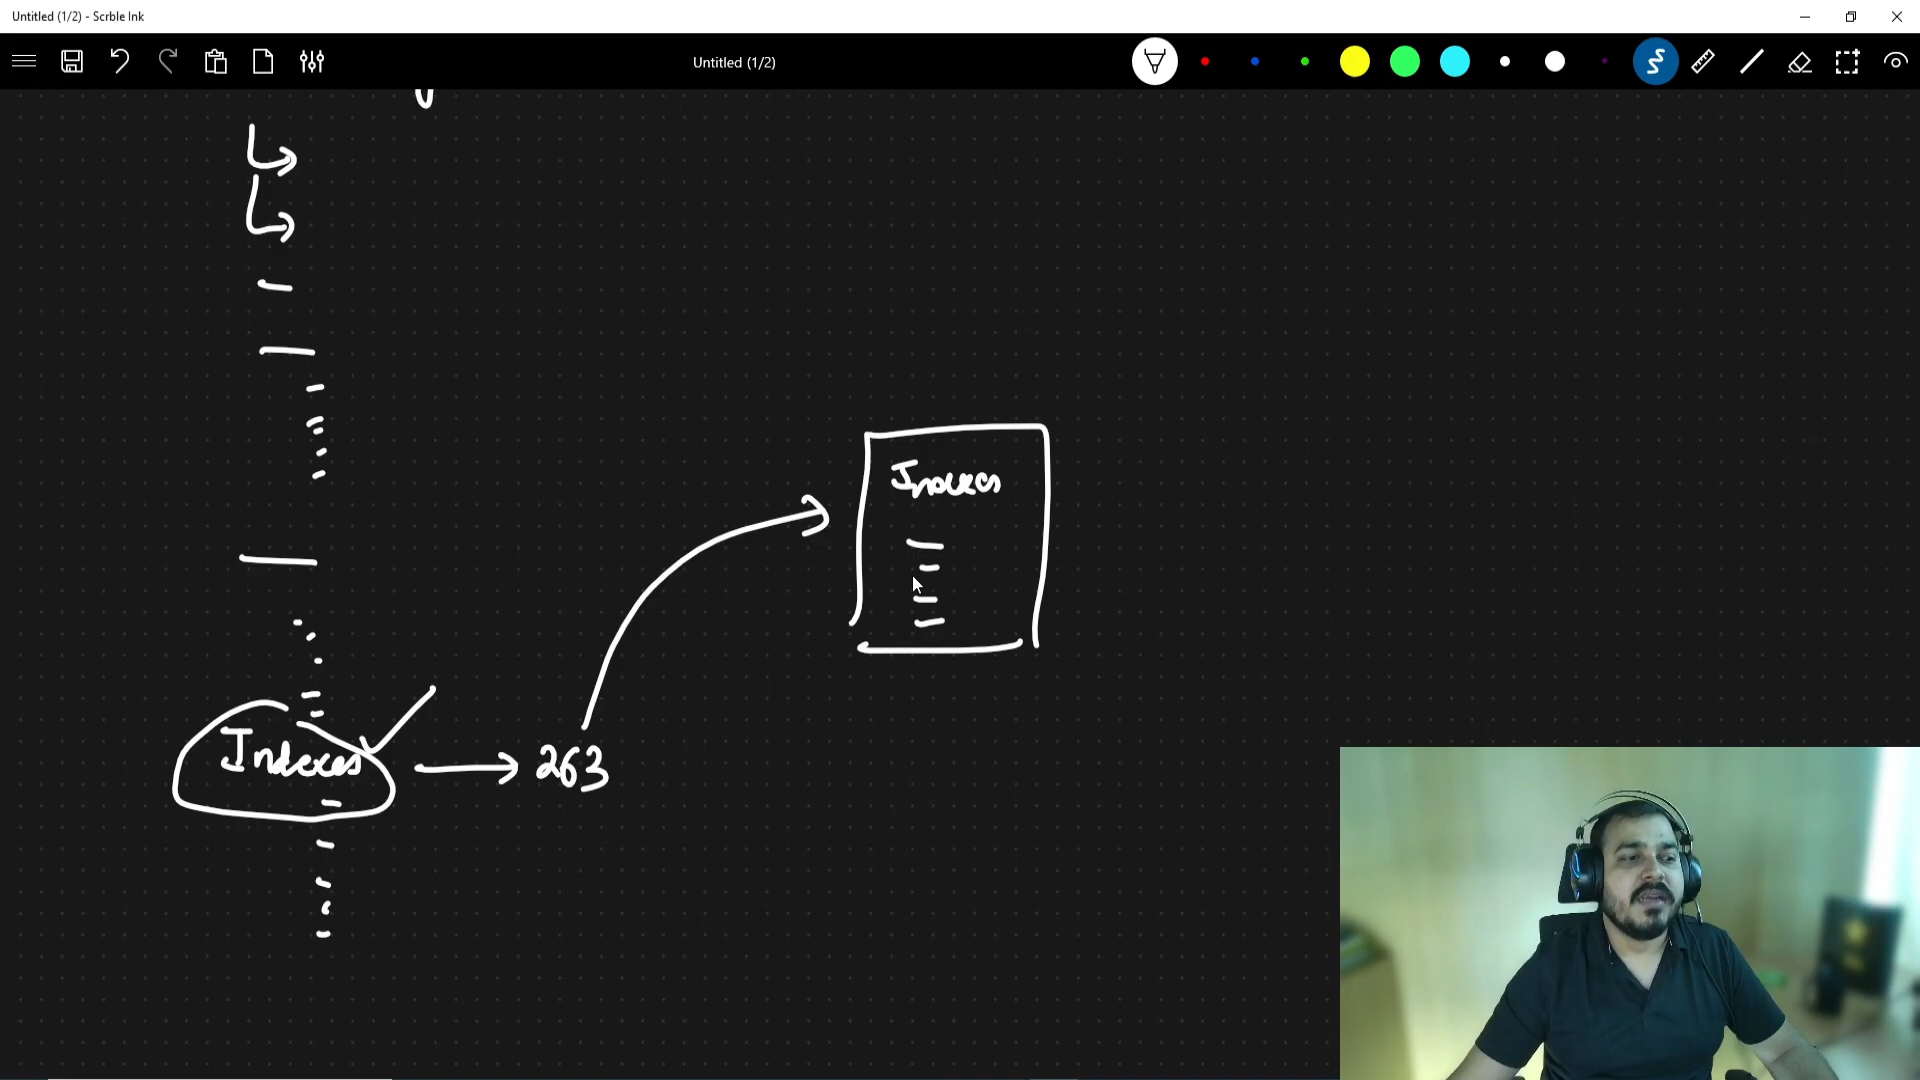 Untitled (1/2) - Scrble Ink
Untitled (1/2)
Indexes
Indexes
263